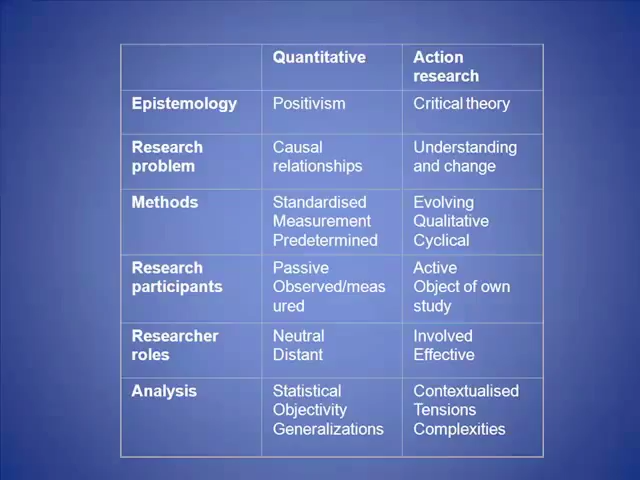 Quantitative
Action
research
Epistemology
Positivism
Critical theory
Research
problem
Causal
relationships
Understanding
and change
Methods
Standardised
Measurement
Predetermined
Evolving
Qualitative
Cyclical
Research
participants
Passive
Observed/meas
ured
Active
Object of own
study
Researcher
roles
Neutral
Distant
Involved
Effective
Analysis
Statistical
Objectivity
Generalizations
Contextualised
Tensions
Complexities